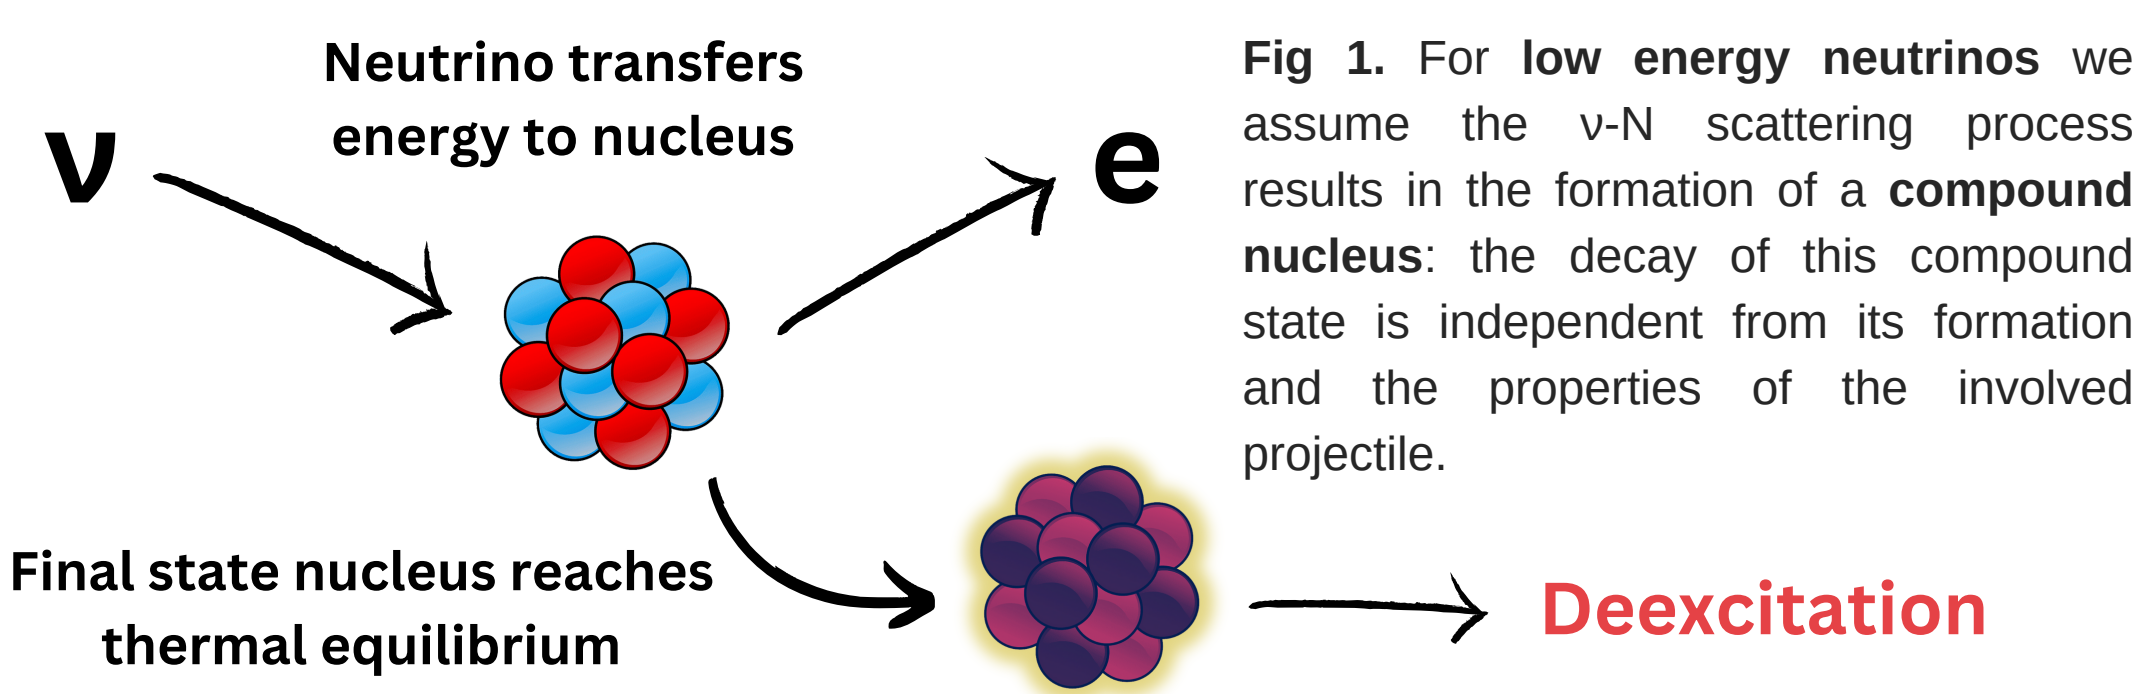 Neutrino transfers
energy to nucleus
ν
e
Final state nucleus reaches
thermal equilibrium
Deexcitation
Fig 1. For low energy neutrinos we
assume the ν-N scattering process
results in the formation of a compound
nucleus: the decay of this compound
state is independent from its formation
and the properties of the involved
projectile.